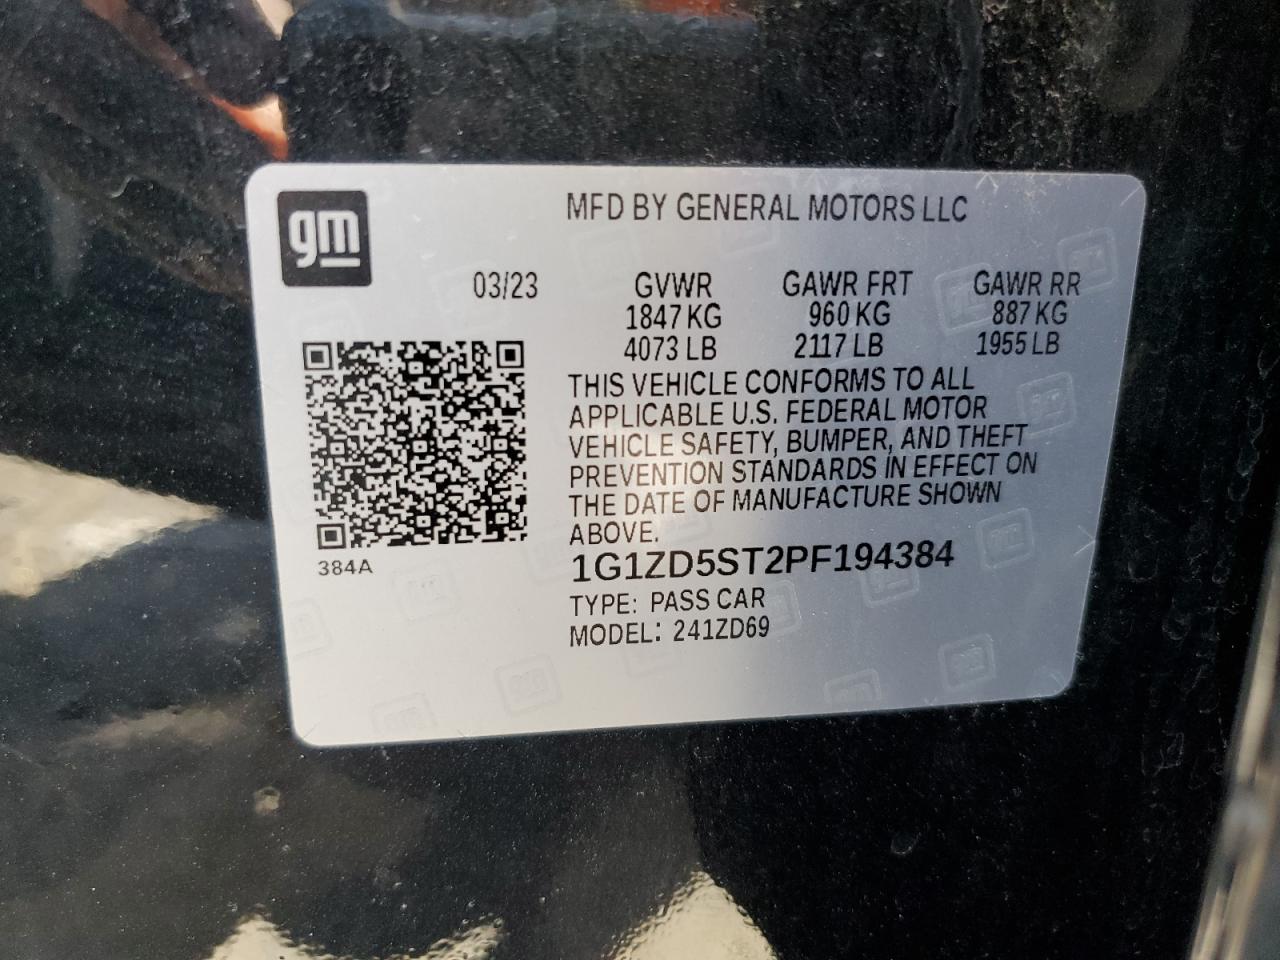 gm
MFD BY GENERAL MOTORS LLC
03/23 GVWR GAWR FRT GAWR RR
1847 KG 960 KG 887 KG
4073 LB 2117 LB 1955 LB
THIS VEHICLE CONFORMS TO ALL
APPLICABLE U.S. FEDERAL MOTOR
VEHICLE SAFETY, BUMPER, AND THEFT
PREVENTION STANDARDS IN EFFECT ON
THE DATE OF MANUFACTURE SHOWN
ABOVE.
384A
1G1ZD5ST2PF194384
TYPE: PASS CAR
MODEL: 241ZD69